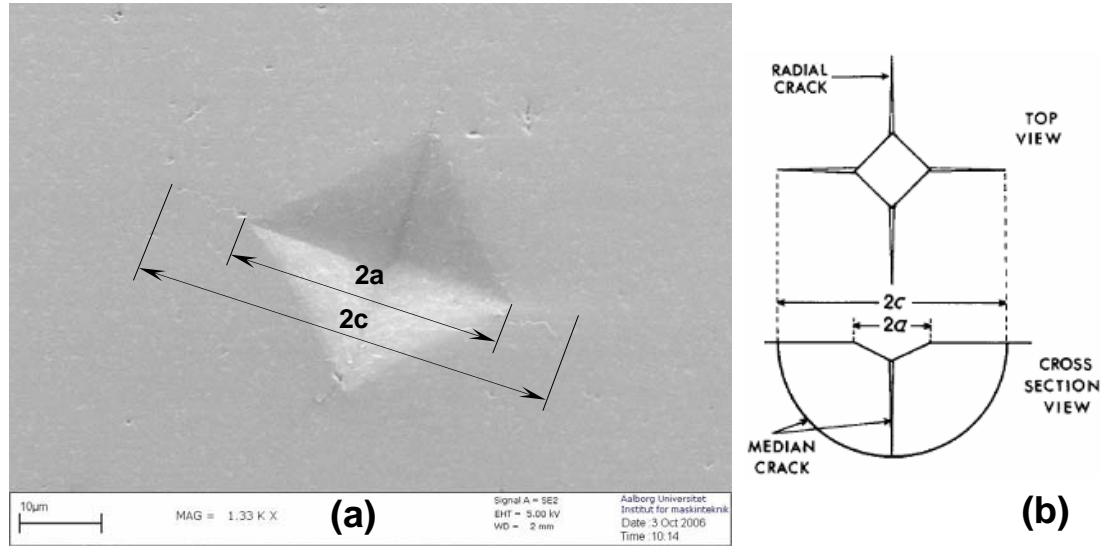 2a
2c
10µm
MAG = 1.33 K X
(a)
Signal A = SE2
EHT = 5.00 kV
WD = 2 mm
Aalborg Universitet
Institut for maskinteknik
Date :3 Oct 2006
Time :10:14
RADIAL
CRACK
TOP
VIEW
2c
2a
CROSS
SECTION
VIEW
MEDIAN
CRACK
(b)